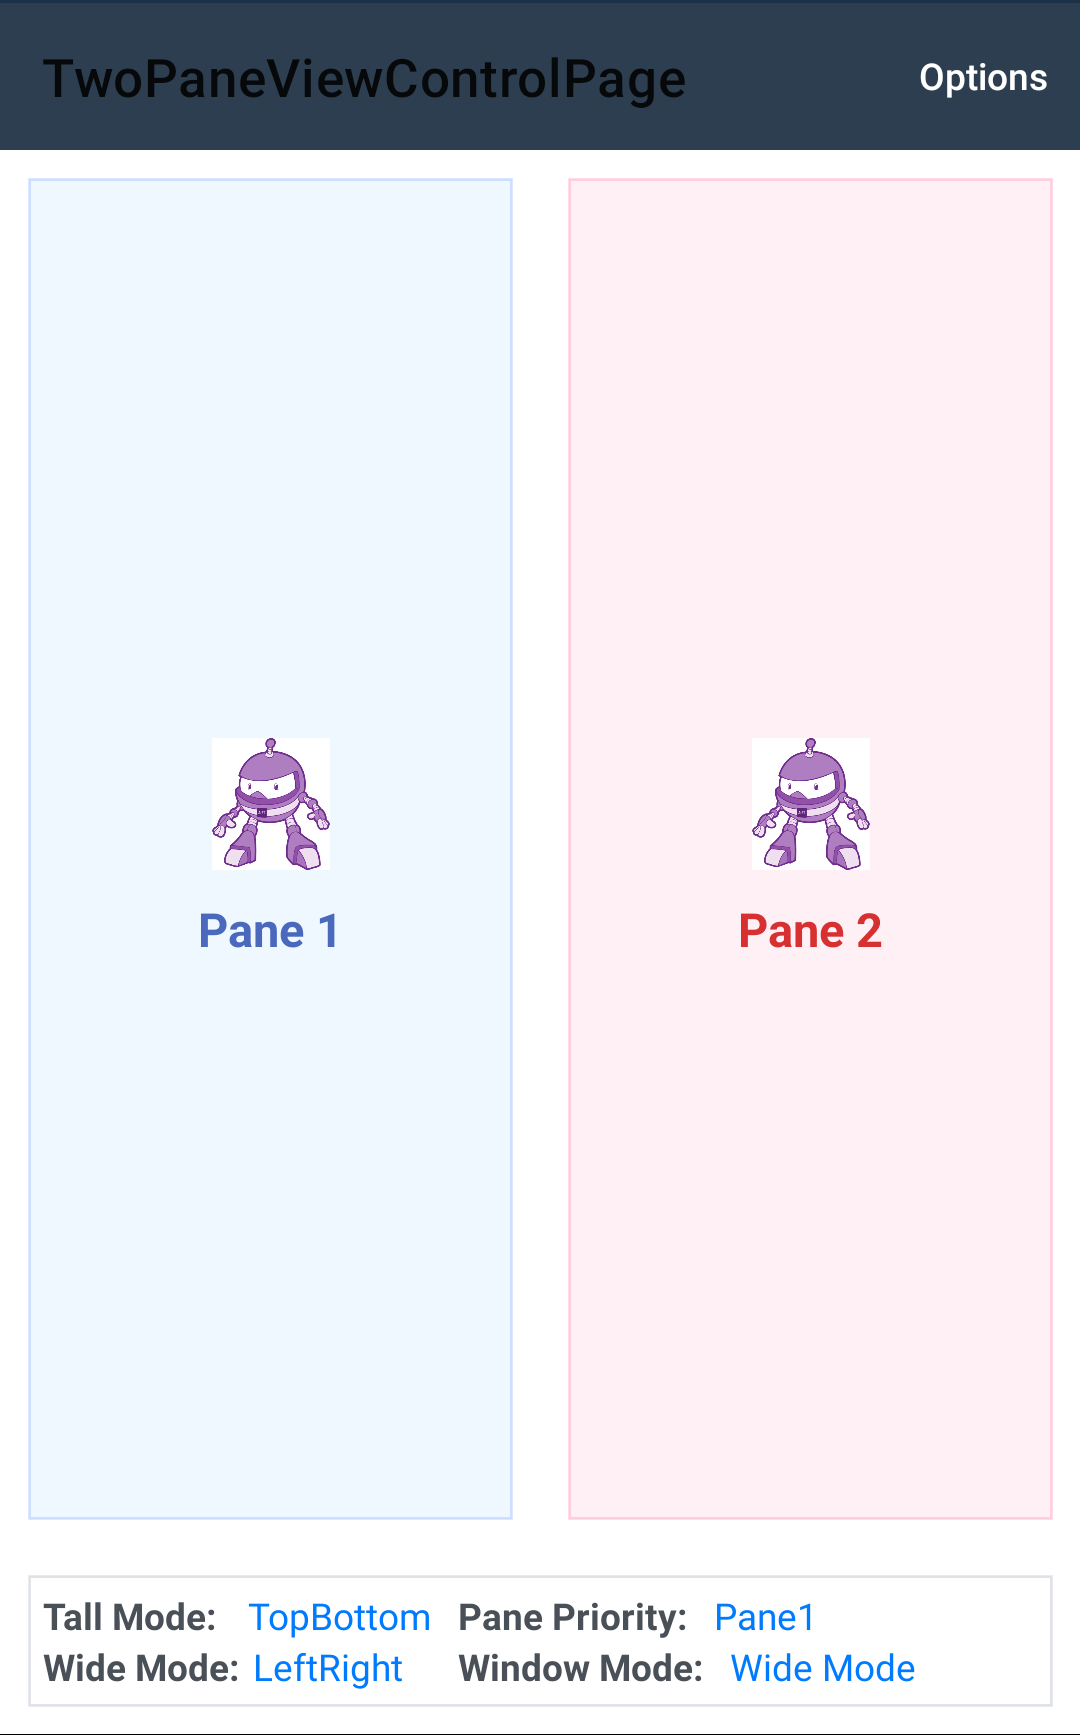 TwoPaneViewControlPage Options
Pane 1
Pane 2
Tall Mode: TopBottom Pane Priority: Pane1
Wide Mode: LeftRight Window Mode: Wide Mode